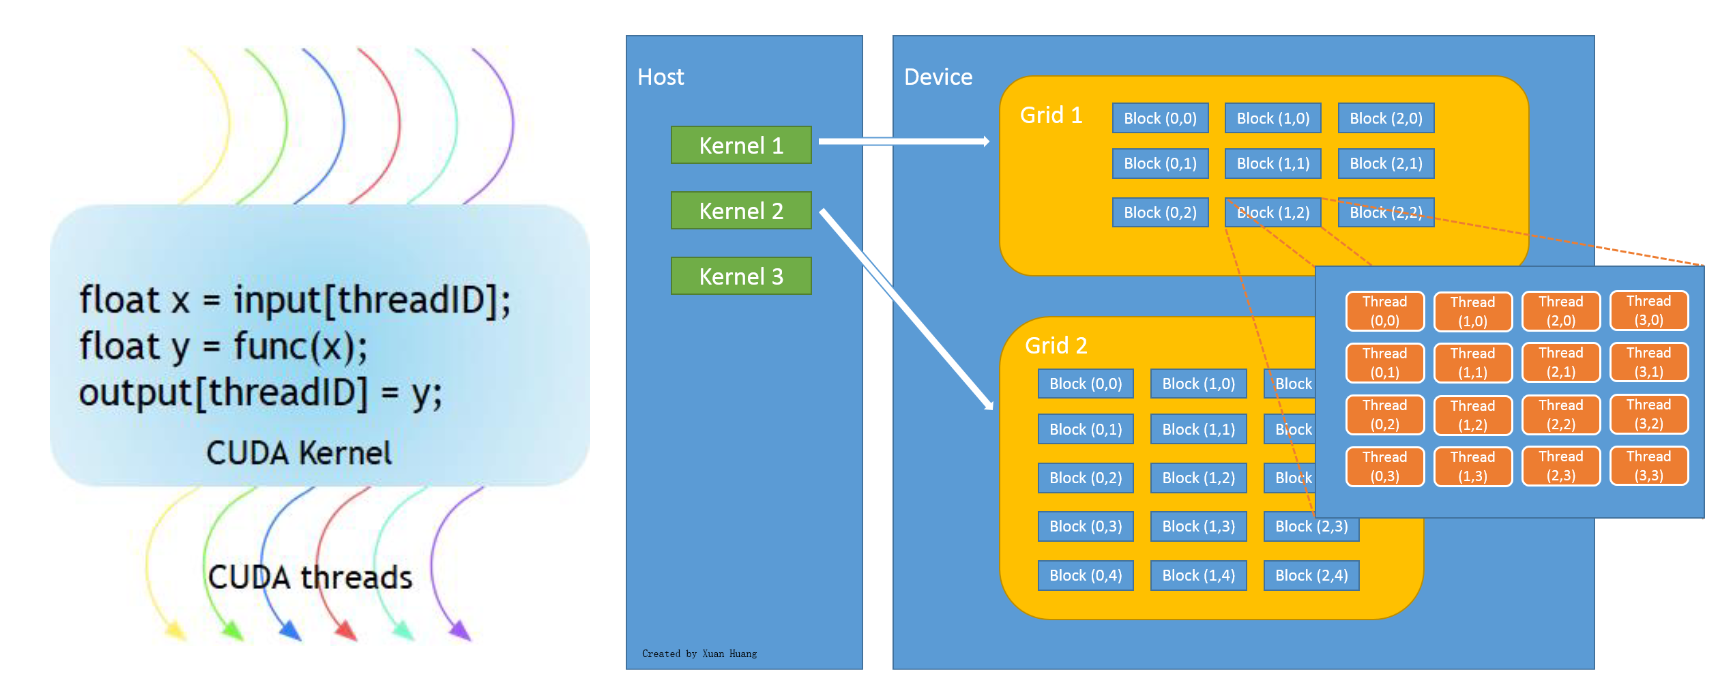 float x = input[threadID];
float y = func(x);
output[threadID] = y;
CUDA Kernel
CUDA threads
Host
Kernel 1
Kernel 2
Kernel 3
Created by Xuan Huang
Device
Grid 1
Block (0,0) Block (1,0) Block (2,0)
Block (0,1) Block (1,1) Block (2,1)
Block (0,2) Block (1,2) Block (2,2)
Grid 2
Block (0,0) Block (1,0) Block
Block (0,1) Block (1,1) Block
Block (0,2) Block (1,2) Block
Block (0,3) Block (1,3) Block (2,3)
Block (0,4) Block (1,4) Block (2,4)
Thread Thread Thread Thread
(0,0) (1,0) (2,0) (3,0)
Thread Thread Thread Thread
(0,1) (1,1) (2,1) (3,1)
Thread Thread Thread Thread
(0,2) (1,2) (2,2) (3,2)
Thread Thread Thread Thread
(0,3) (1,3) (2,3) (3,3)